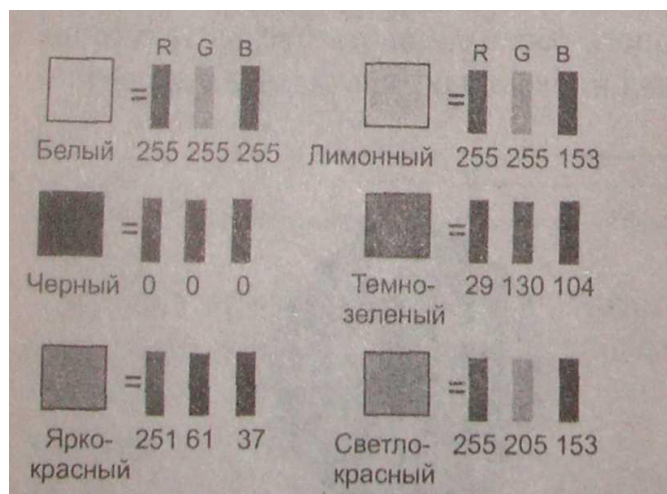 R G B R G B
= =
Белый 255 255 255 Лимонный 255 255 153
= =
Черный 0 0 0 Темно- 29 130 104
зеленый
= =
Ярко- 251 61 37 Светло- 255 205 153
красный красный